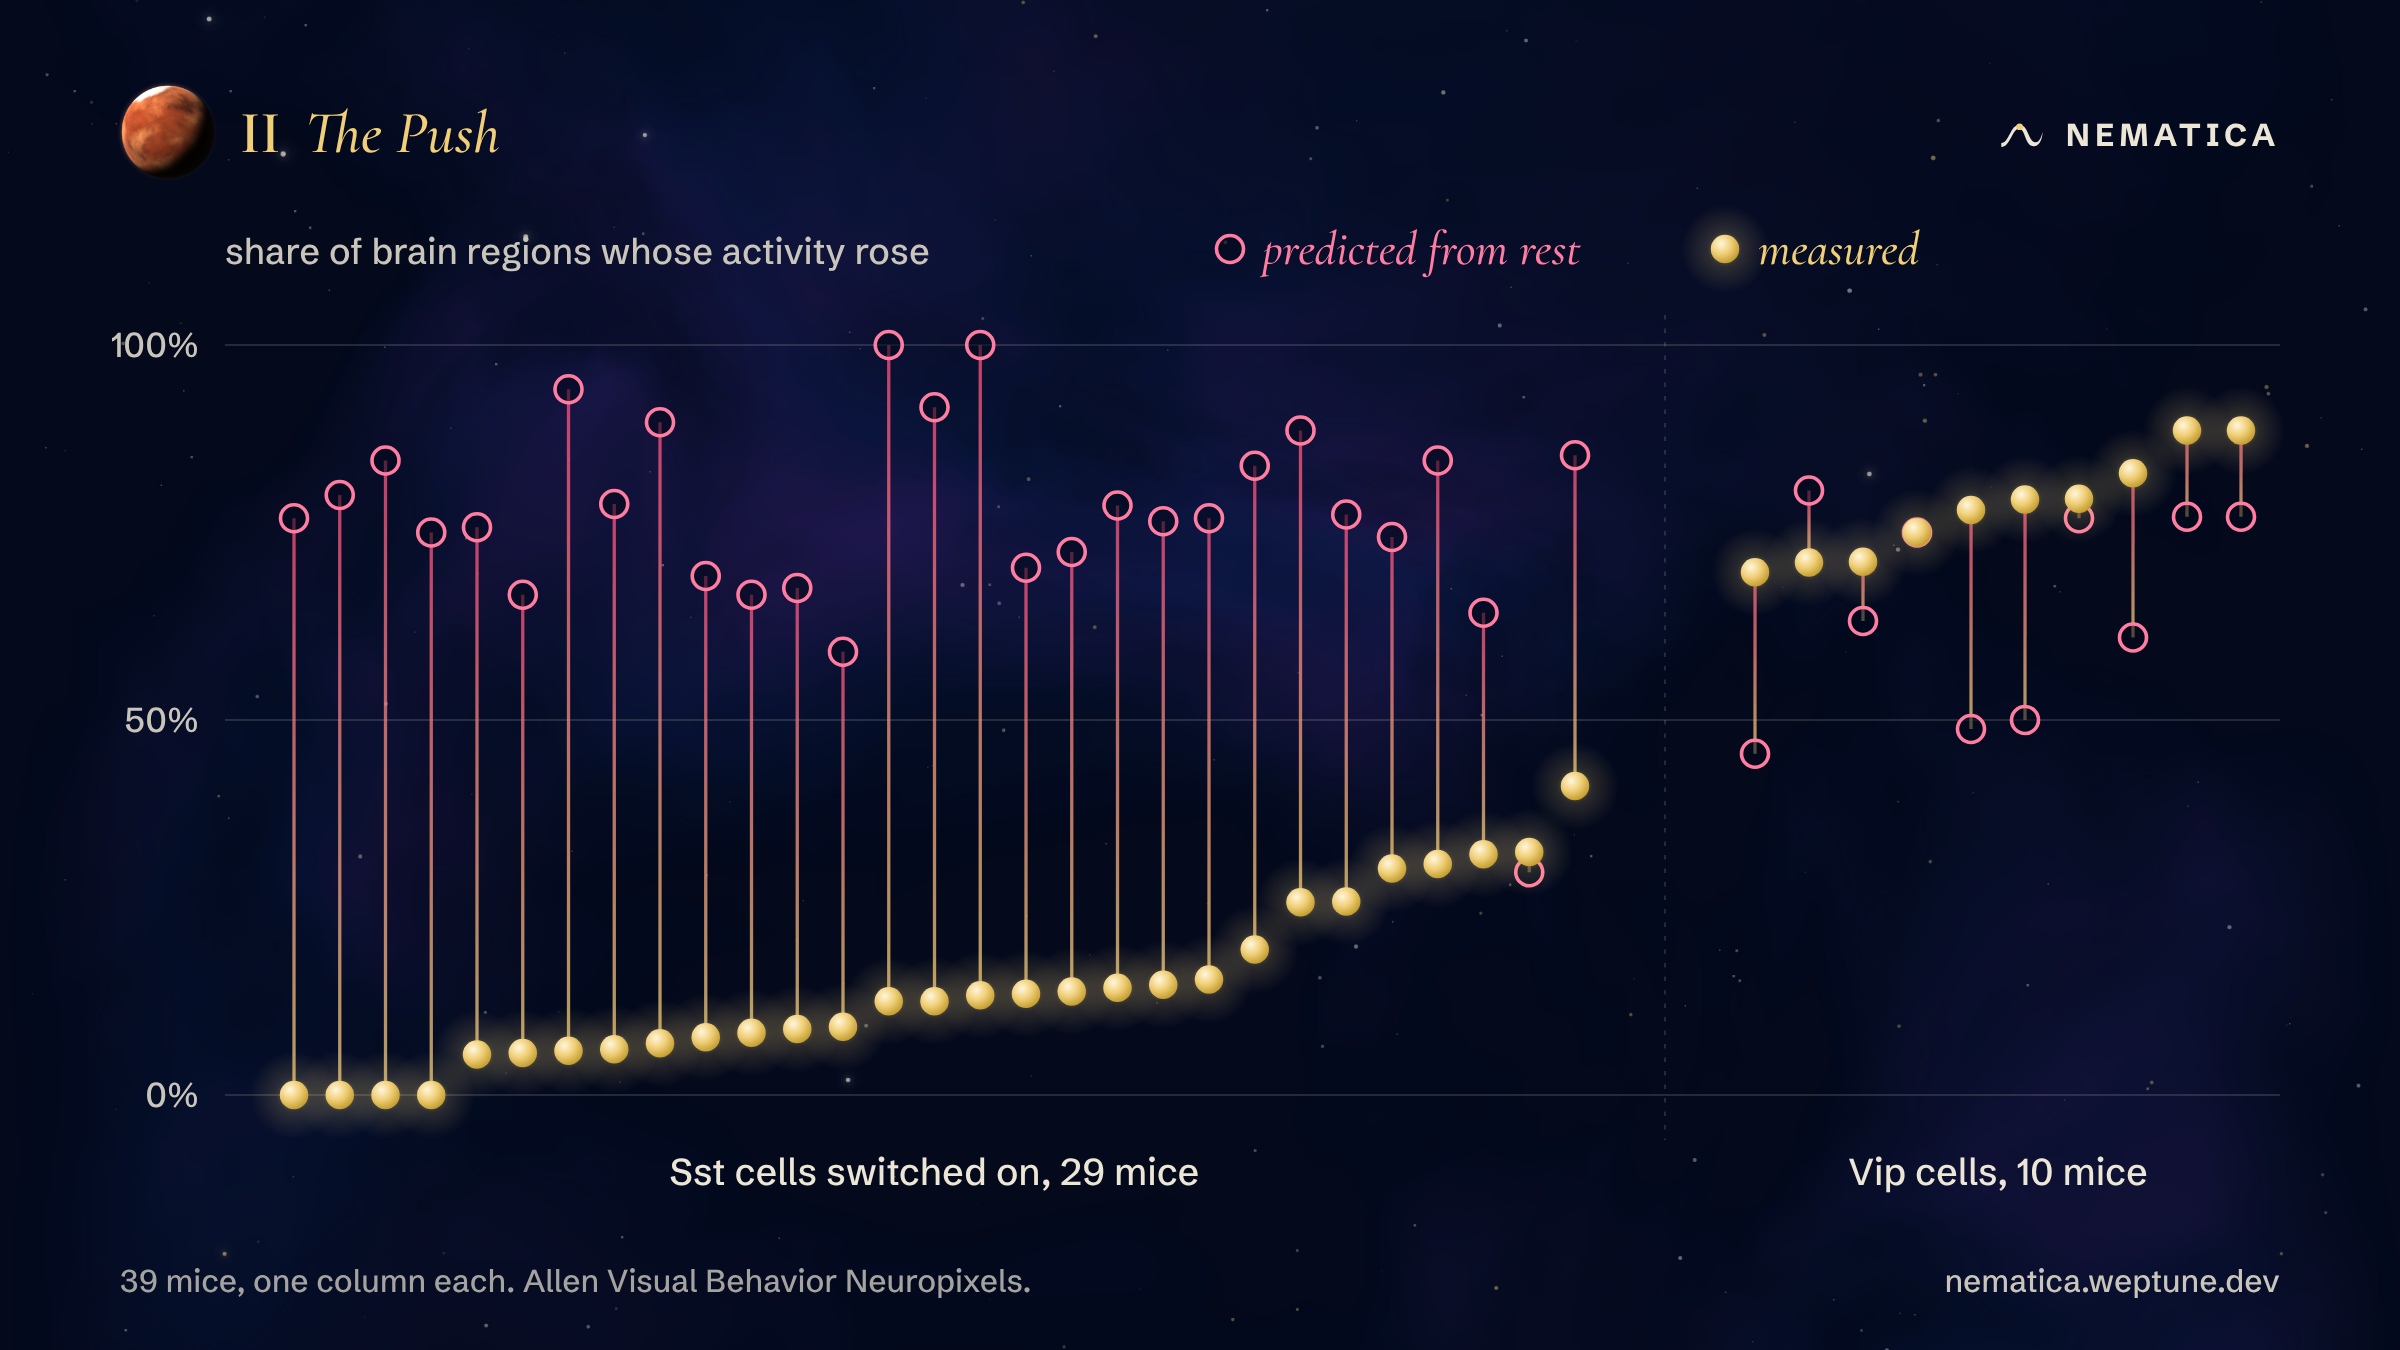 II The Push
NEMATICA
share of brain regions whose activity rose
predicted from rest
measured
100%
50%
0%
Sst cells switched on, 29 mice
Vip cells, 10 mice
39 mice, one column each. Allen Visual Behavior Neuropixels.
nematica.weptune.dev